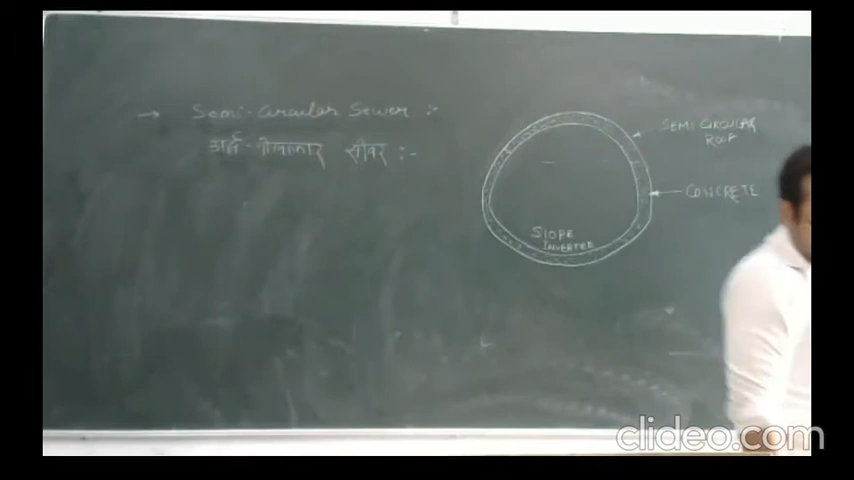 → Semi-circular Sewer :-
अर्ध-गोलाकार सीवर :-
SEMI CIRCULAR
ROOF
CONCRETE
SLOPE
INVERTED
clideo.com